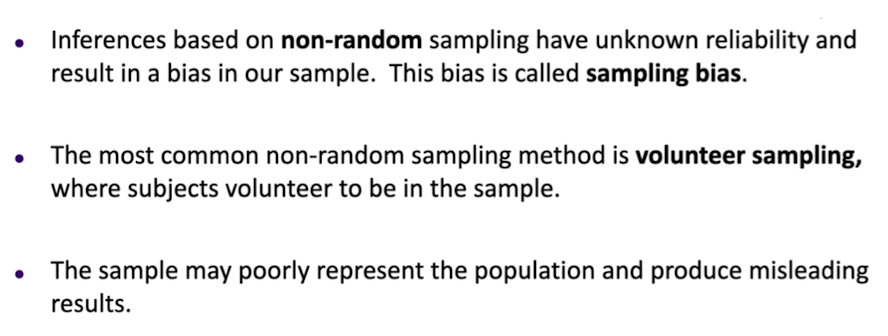 • Inferences based on non-random sampling have unknown reliability and
result in a bias in our sample.  This bias is called sampling bias.
• The most common non-random sampling method is volunteer sampling,
where subjects volunteer to be in the sample.
• The sample may poorly represent the population and produce misleading
results.